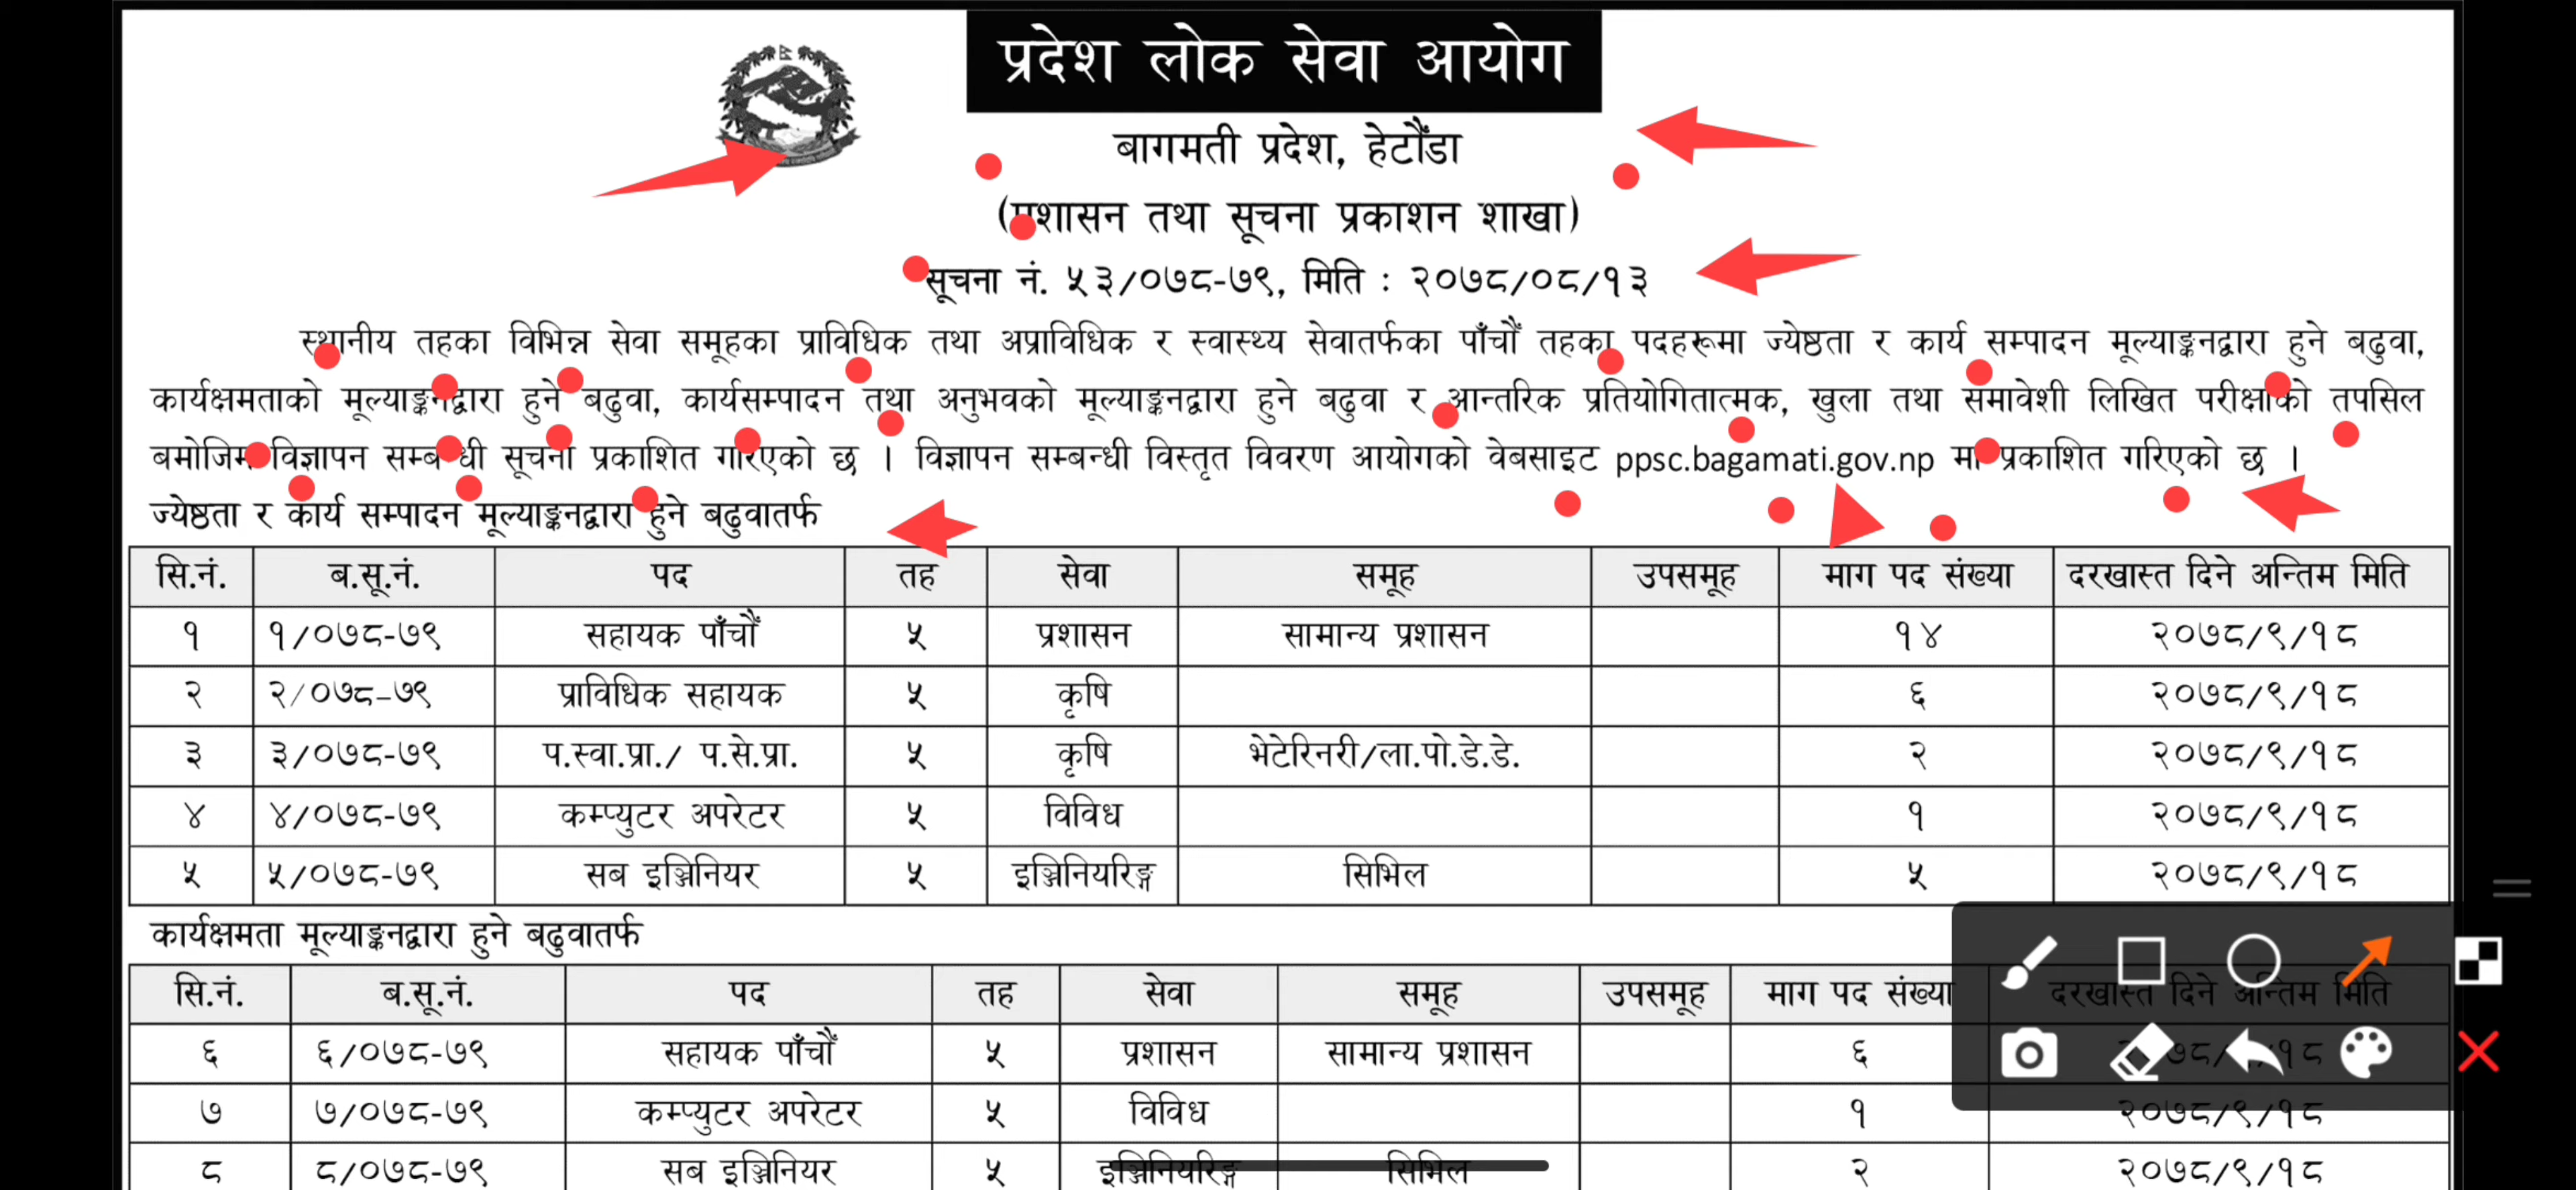 प्रदेश लोक सेवा आयोग
बागमती प्रदेश, हेटौंडा
(प्रशासन तथा सूचना प्रकाशन शाखा)
सूचना नं. ५३/०७८-७९, मिति : २०७८/०८/१३
स्थानीय तहका विभिन्न सेवा समूहका प्राविधिक तथा अप्राविधिक र स्वास्थ्य सेवातर्फका पाँचौं तहका पदहरूमा ज्येष्ठता र कार्य सम्पादन मूल्याङ्कनद्वारा हुने बढुवा,
कार्यक्षमताको मूल्याङ्कनद्वारा हुने बढुवा, कार्यसम्पादन तथा अनुभवको मूल्याङ्कनद्वारा हुने बढुवा र आन्तरिक प्रतियोगितात्मक, खुला तथा समावेशी लिखित परीक्षाको तपसिल
बमोजिम विज्ञापन सम्बन्धी सूचना प्रकाशित गरिएको छ । विज्ञापन सम्बन्धी विस्तृत विवरण आयोगको वेबसाइट ppsc.bagamati.gov.np मा प्रकाशित गरिएको छ ।
ज्येष्ठता र कार्य सम्पादन मूल्याङ्कनद्वारा हुने बढुवातर्फ
सि.नं. ब.सू.नं. पद तह सेवा समूह उपसमूह माग पद संख्या दरखास्त दिने अन्तिम मिति
१ १/०७८-७९ सहायक पाँचौं ५ प्रशासन सामान्य प्रशासन १४ २०७८/९/१८
२ २/०७८-७९ प्राविधिक सहायक ५ कृषि ६ २०७८/९/१८
३ ३/०७८-७९ प.स्वा.प्रा./ प.से.प्रा. ५ कृषि भेटेरिनरी/ला.पो.डे.डे. २ २०७८/९/१८
४ ४/०७८-७९ कम्प्युटर अपरेटर ५ विविध १ २०७८/९/१८
५ ५/०७८-७९ सब इञ्जिनियर ५ इञ्जिनियरिङ्ग सिभिल ५ २०७८/९/१८
कार्यक्षमता मूल्याङ्कनद्वारा हुने बढुवातर्फ
सि.नं. ब.सू.नं. पद तह सेवा समूह उपसमूह माग पद संख्या दरखास्त दिने अन्तिम मिति
६ ६/०७८-७९ सहायक पाँचौं ५ प्रशासन सामान्य प्रशासन ६
७ ७/०७८-७९ कम्प्युटर अपरेटर ५ विविध १ २०७८/९/१८
८ ८/०७८-७९ सब इञ्जिनियर ५ इञ्जिनियरिङ्ग सिभिल २ २०७८/९/१८